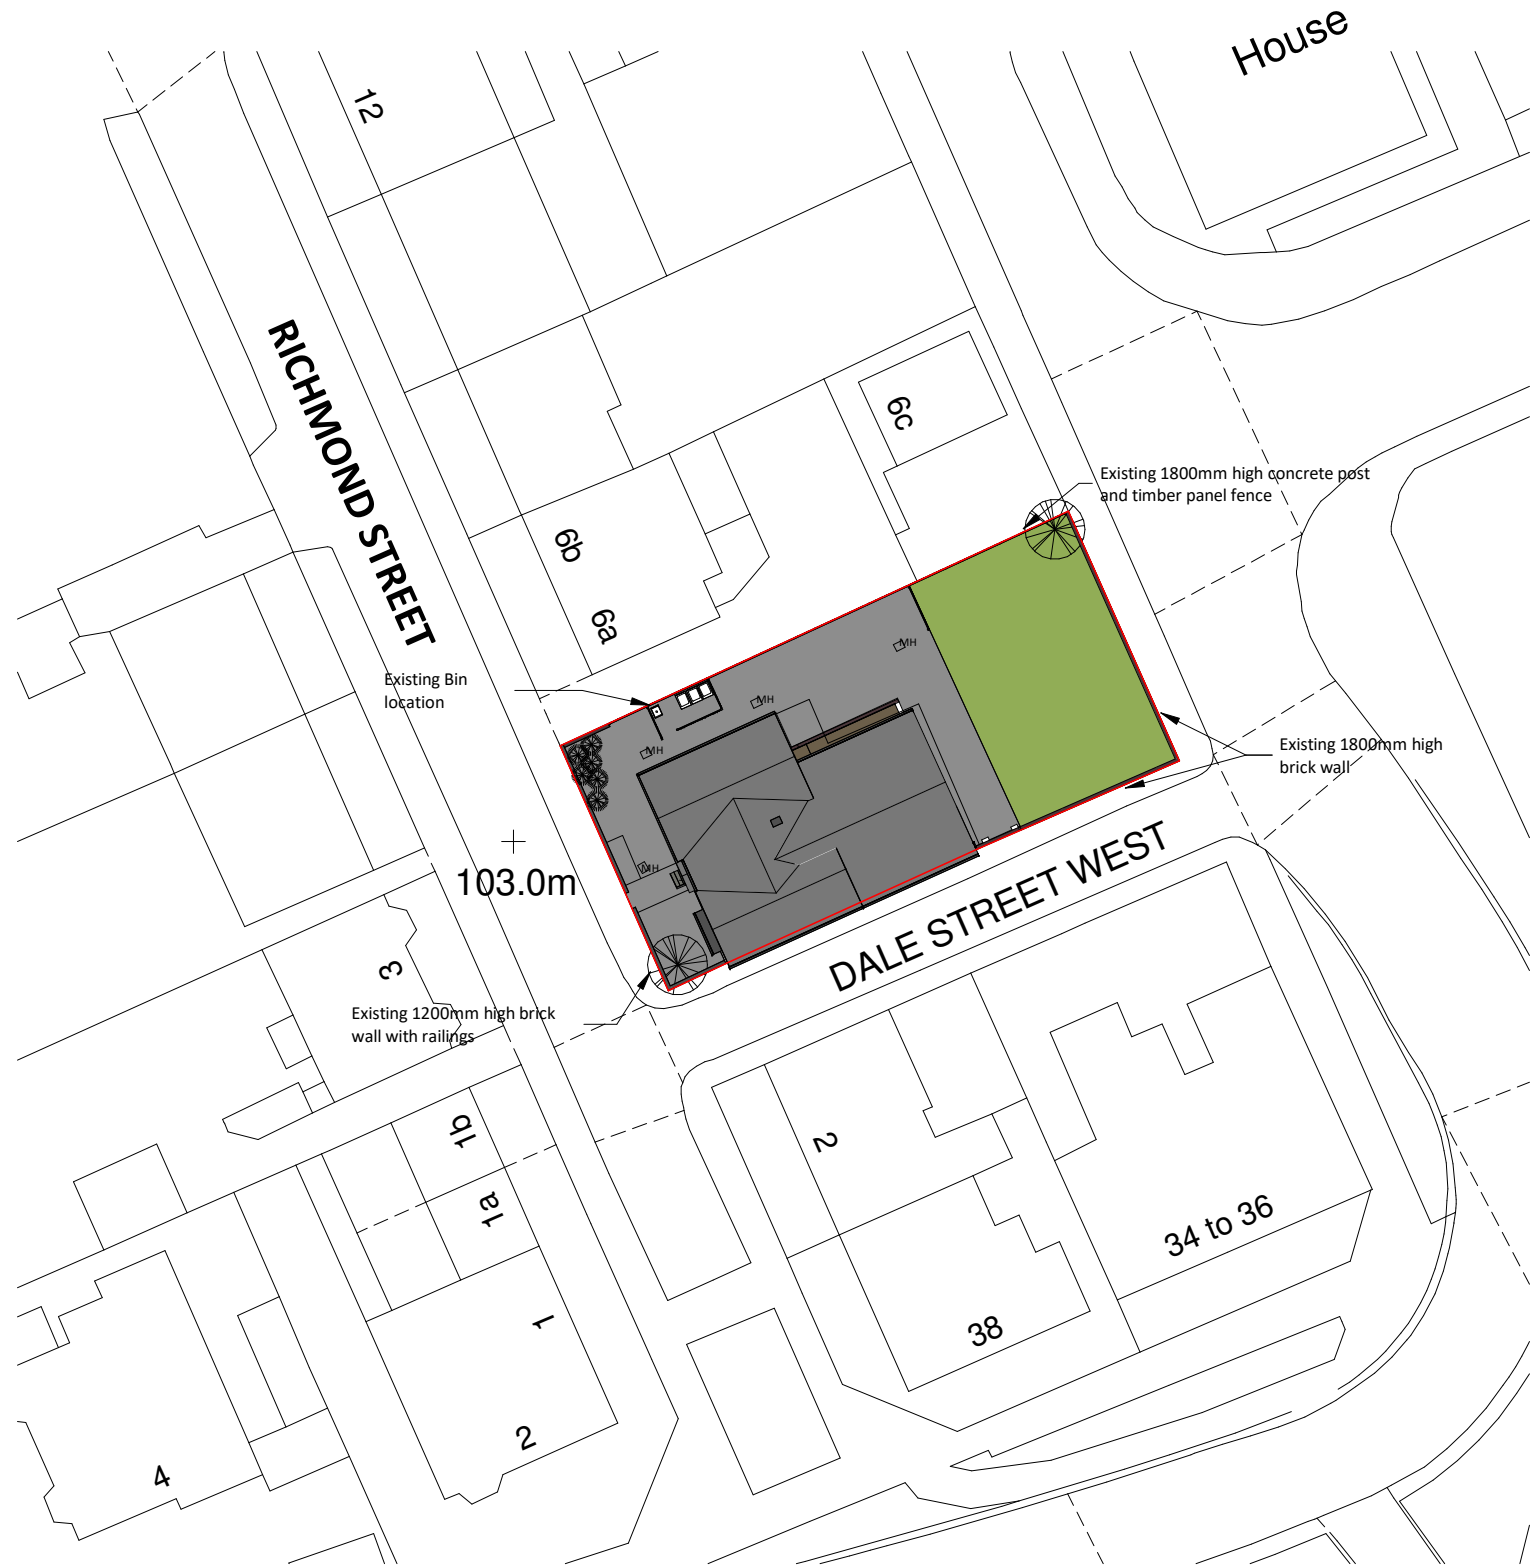 House
12
RICHMOND STREET
6c
Existing 1800mm high concrete post
and timber panel fence
6b
6a
MH
Existing Bin
location
MH
MH
Existing 1800mm high
brick wall
MH
103.0m
DALE STREET WEST
3
Existing 1200mm high brick
wall with railings
1b
2
1a
34 to 36
1
38
2
4